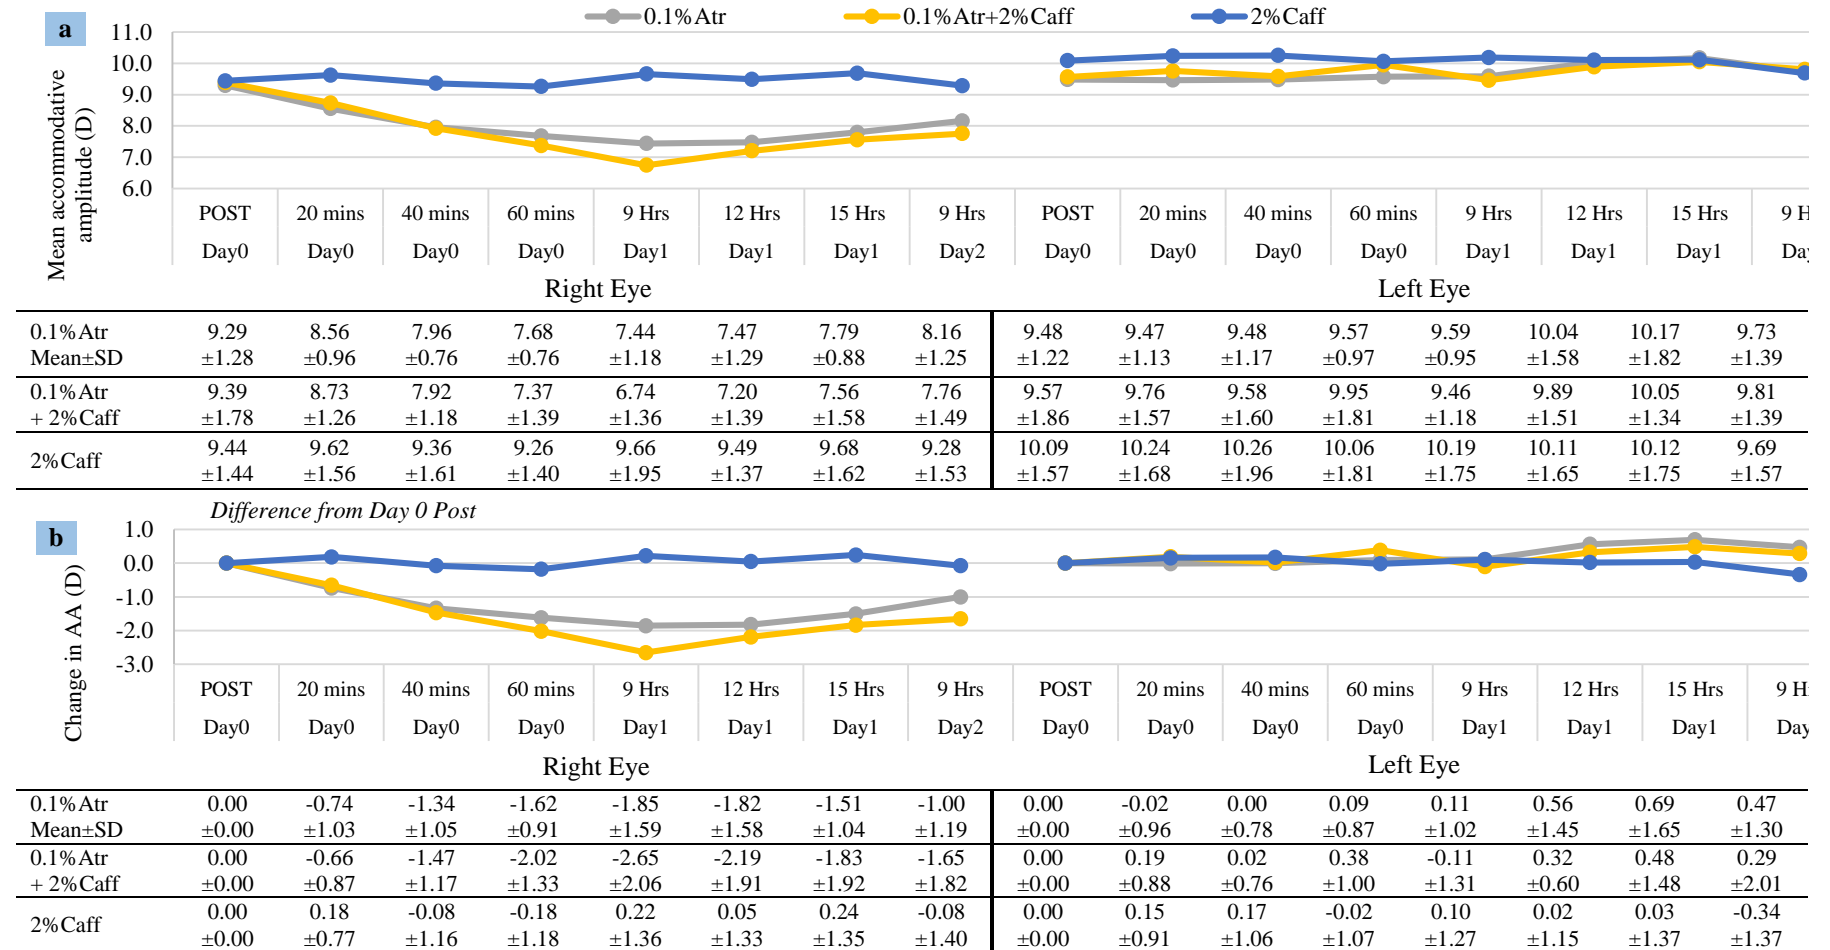 a
0.1%Atr 0.1%Atr+2%Caff 2%Caff
Mean accommodative
amplitude (D)
11.0
10.0
9.0
8.0
7.0
6.0
POST 20 mins 40 mins 60 mins 9 Hrs 12 Hrs 15 Hrs 9 Hrs POST 20 mins 40 mins 60 mins 9 Hrs 12 Hrs 15 Hrs 9 H
Day0 Day0 Day0 Day0 Day1 Day1 Day1 Day2 Day0 Day0 Day0 Day0 Day1 Day1 Day1 Day
Right Eye Left Eye
0.1%Atr 9.29 8.56 7.96 7.68 7.44 7.47 7.79 8.16 9.48 9.47 9.48 9.57 9.59 10.04 10.17 9.73
Mean±SD ±1.28 ±0.96 ±0.76 ±0.76 ±1.18 ±1.29 ±0.88 ±1.25 ±1.22 ±1.13 ±1.17 ±0.97 ±0.95 ±1.58 ±1.82 ±1.39
0.1%Atr 9.39 8.73 7.92 7.37 6.74 7.20 7.56 7.76 9.57 9.76 9.58 9.95 9.46 9.89 10.05 9.81
+ 2%Caff ±1.78 ±1.26 ±1.18 ±1.39 ±1.36 ±1.39 ±1.58 ±1.49 ±1.86 ±1.57 ±1.60 ±1.81 ±1.18 ±1.51 ±1.34 ±1.39
2%Caff 9.44 9.62 9.36 9.26 9.66 9.49 9.68 9.28 10.09 10.24 10.26 10.06 10.19 10.11 10.12 9.69
±1.44 ±1.56 ±1.61 ±1.40 ±1.95 ±1.37 ±1.62 ±1.53 ±1.57 ±1.68 ±1.96 ±1.81 ±1.75 ±1.65 ±1.75 ±1.57
Difference from Day 0 Post
b
Change in AA (D)
1.0
0.0
-1.0
-2.0
-3.0
POST 20 mins 40 mins 60 mins 9 Hrs 12 Hrs 15 Hrs 9 Hrs POST 20 mins 40 mins 60 mins 9 Hrs 12 Hrs 15 Hrs 9 H
Day0 Day0 Day0 Day0 Day1 Day1 Day1 Day2 Day0 Day0 Day0 Day0 Day1 Day1 Day1 Day
Right Eye Left Eye
0.1%Atr 0.00 -0.74 -1.34 -1.62 -1.85 -1.82 -1.51 -1.00 0.00 -0.02 0.00 0.09 0.11 0.56 0.69 0.47
Mean±SD ±0.00 ±1.03 ±1.05 ±0.91 ±1.59 ±1.58 ±1.04 ±1.19 ±0.00 ±0.96 ±0.78 ±0.87 ±1.02 ±1.45 ±1.65 ±1.30
0.1%Atr 0.00 -0.66 -1.47 -2.02 -2.65 -2.19 -1.83 -1.65 0.00 0.19 0.02 0.38 -0.11 0.32 0.48 0.29
+ 2%Caff ±0.00 ±0.87 ±1.17 ±1.33 ±2.06 ±1.91 ±1.92 ±1.82 ±0.00 ±0.88 ±0.76 ±1.00 ±1.31 ±0.60 ±1.48 ±2.01
2%Caff 0.00 0.18 -0.08 -0.18 0.22 0.05 0.24 -0.08 0.00 0.15 0.17 -0.02 0.10 0.02 0.03 -0.34
±0.00 ±0.77 ±1.16 ±1.18 ±1.36 ±1.33 ±1.35 ±1.40 ±0.00 ±0.91 ±1.06 ±1.07 ±1.27 ±1.15 ±1.37 ±1.37